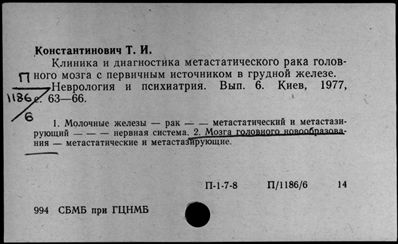 Константинович Т. И.
Клиника и диагностика метастатического рака голов-
ного мозга с первичным источником в грудной железе.
Неврология и психиатрия. Вып. 6. Киев, 1977,
с. 63—66.
П
1186
6
1. Молочные железы — рак — — метастатический и метастази-
рующий — — — нервная система. 2. Мозга головного новообразова-
ния — метастатические и метастазирующие.
П-1-7-8 П/1186/6 14
994 СБМБ при ГЦНМБ